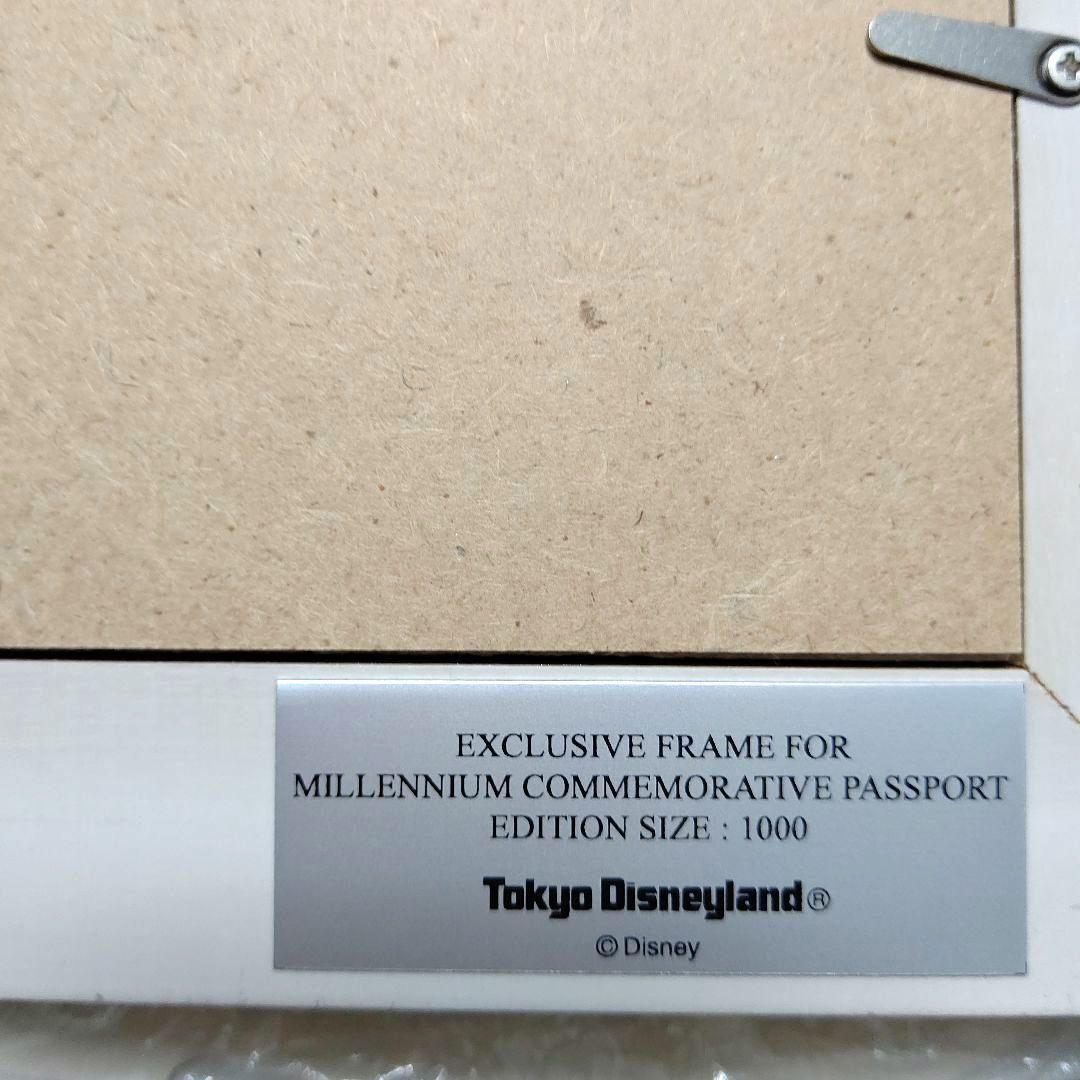 EXCLUSIVE FRAME FOR
MILLENNIUM COMMEMORATIVE PASSPORT
EDITION SIZE : 1000
Tokyo Disneyland®
© Disney